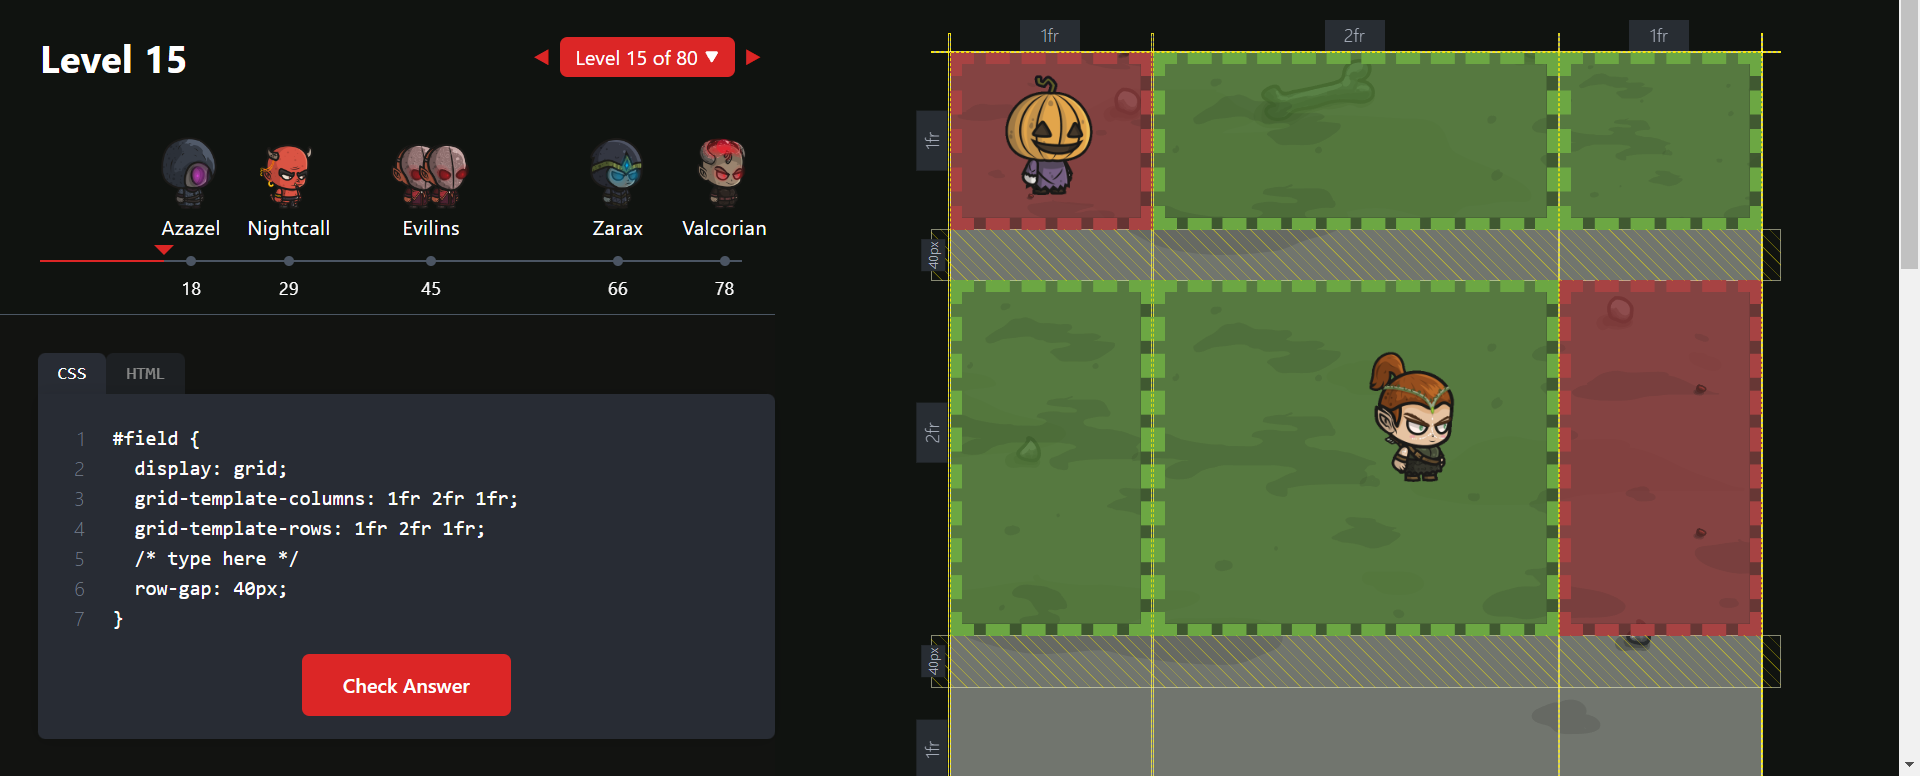 Level 15
Level 15 of 80 ▼
Azazel
Nightcall
Evilins
Zarax
Valcorian
18
29
45
66
78
CSS
HTML
1 #field {
2 display: grid;
3 grid-template-columns: 1fr 2fr 1fr;
4 grid-template-rows: 1fr 2fr 1fr;
5 /* type here */
6 row-gap: 40px;
7 }
Check Answer
1fr
2fr
1fr
1fr
40px
2fr
40px
1fr